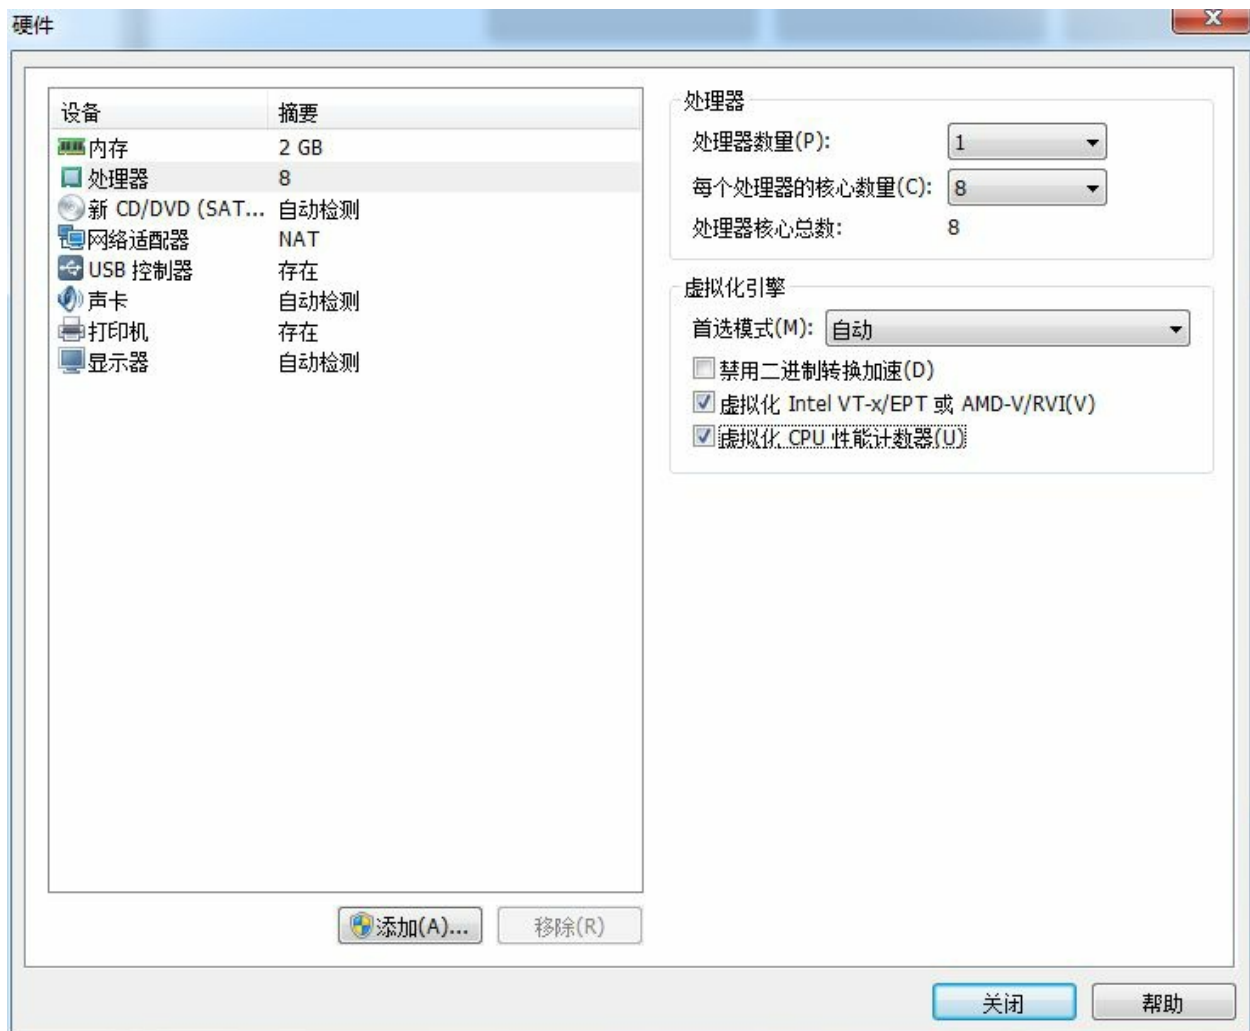 硬件
设备 摘要
内存 2 GB
处理器 8
新 CD/DVD (SAT... 自动检测
网络适配器 NAT
USB 控制器 存在
声卡 自动检测
打印机 存在
显示器 自动检测
添加(A)... 移除(R)
处理器
处理器数量(P): 1
每个处理器的核心数量(C): 8
处理器核心总数: 8
虚拟化引擎
首选模式(M): 自动
禁用二进制转换加速(D)
虚拟化 Intel VT-x/EPT 或 AMD-V/RVI(V)
虚拟化 CPU 性能计数器(U)
关闭 帮助